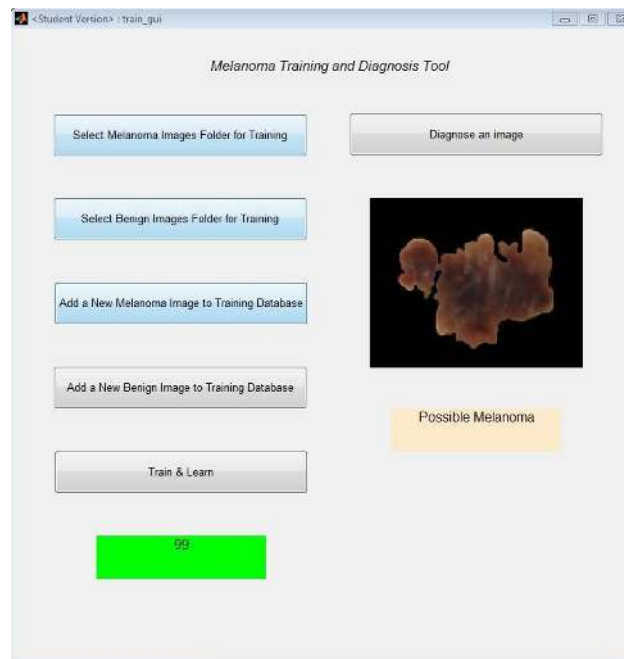 <Student Version> : train_gui
Melanoma Training and Diagnosis Tool
Select Melanoma Images Folder for Training
Diagnose an image
Select Benign Images Folder for Training
Add a New Melanoma Image to Training Database
Add a New Benign Image to Training Database
Possible Melanoma
Train & Learn
99